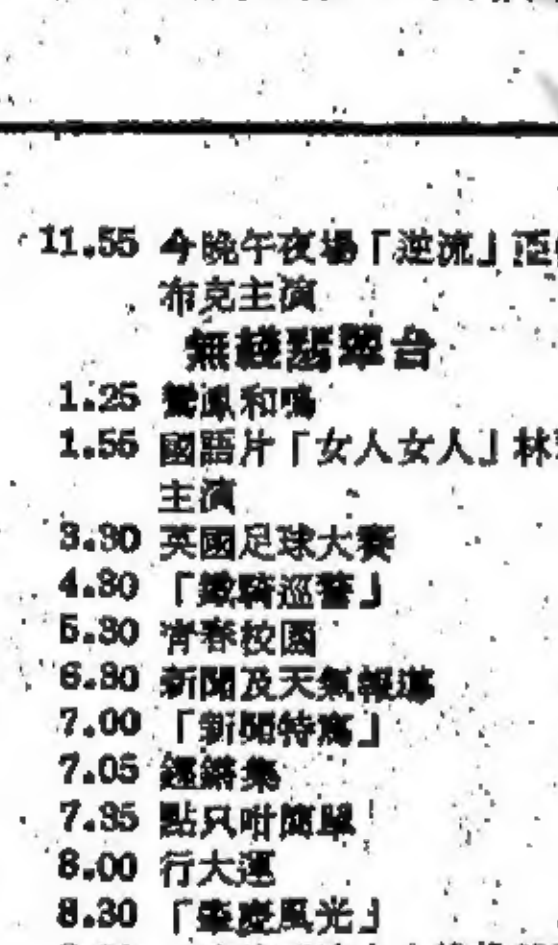 11.55 今晚午夜場「逆流」
布克主演
無綫翡翠台
1.25 鸞鳳和鳴
1.55 國語片「女人女人」林
主演
3.30 英國足球大賽
4.30 「鐵騎巡警」
5.30 青春校園
6.30 新聞及天氣報導
7.00 「新聞特寫」
7.05 鏗鏘集
7.35 點只咁簡單
8.00 行大運
8.30 「肇慶風光」